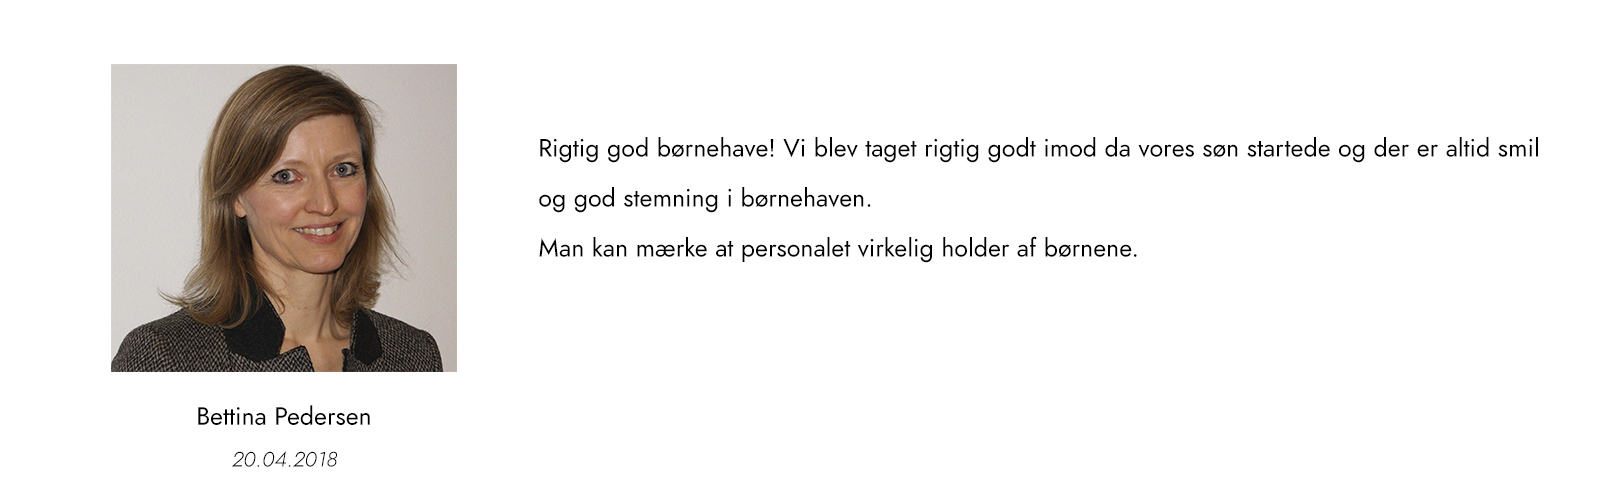 Rigtig god børnehave! Vi blev taget rigtig godt imod da vores søn startede og der er altid smil
og god stemning i børnehaven.
Man kan mærke at personalet virkelig holder af børnene.
Bettina Pedersen
20.04.2018